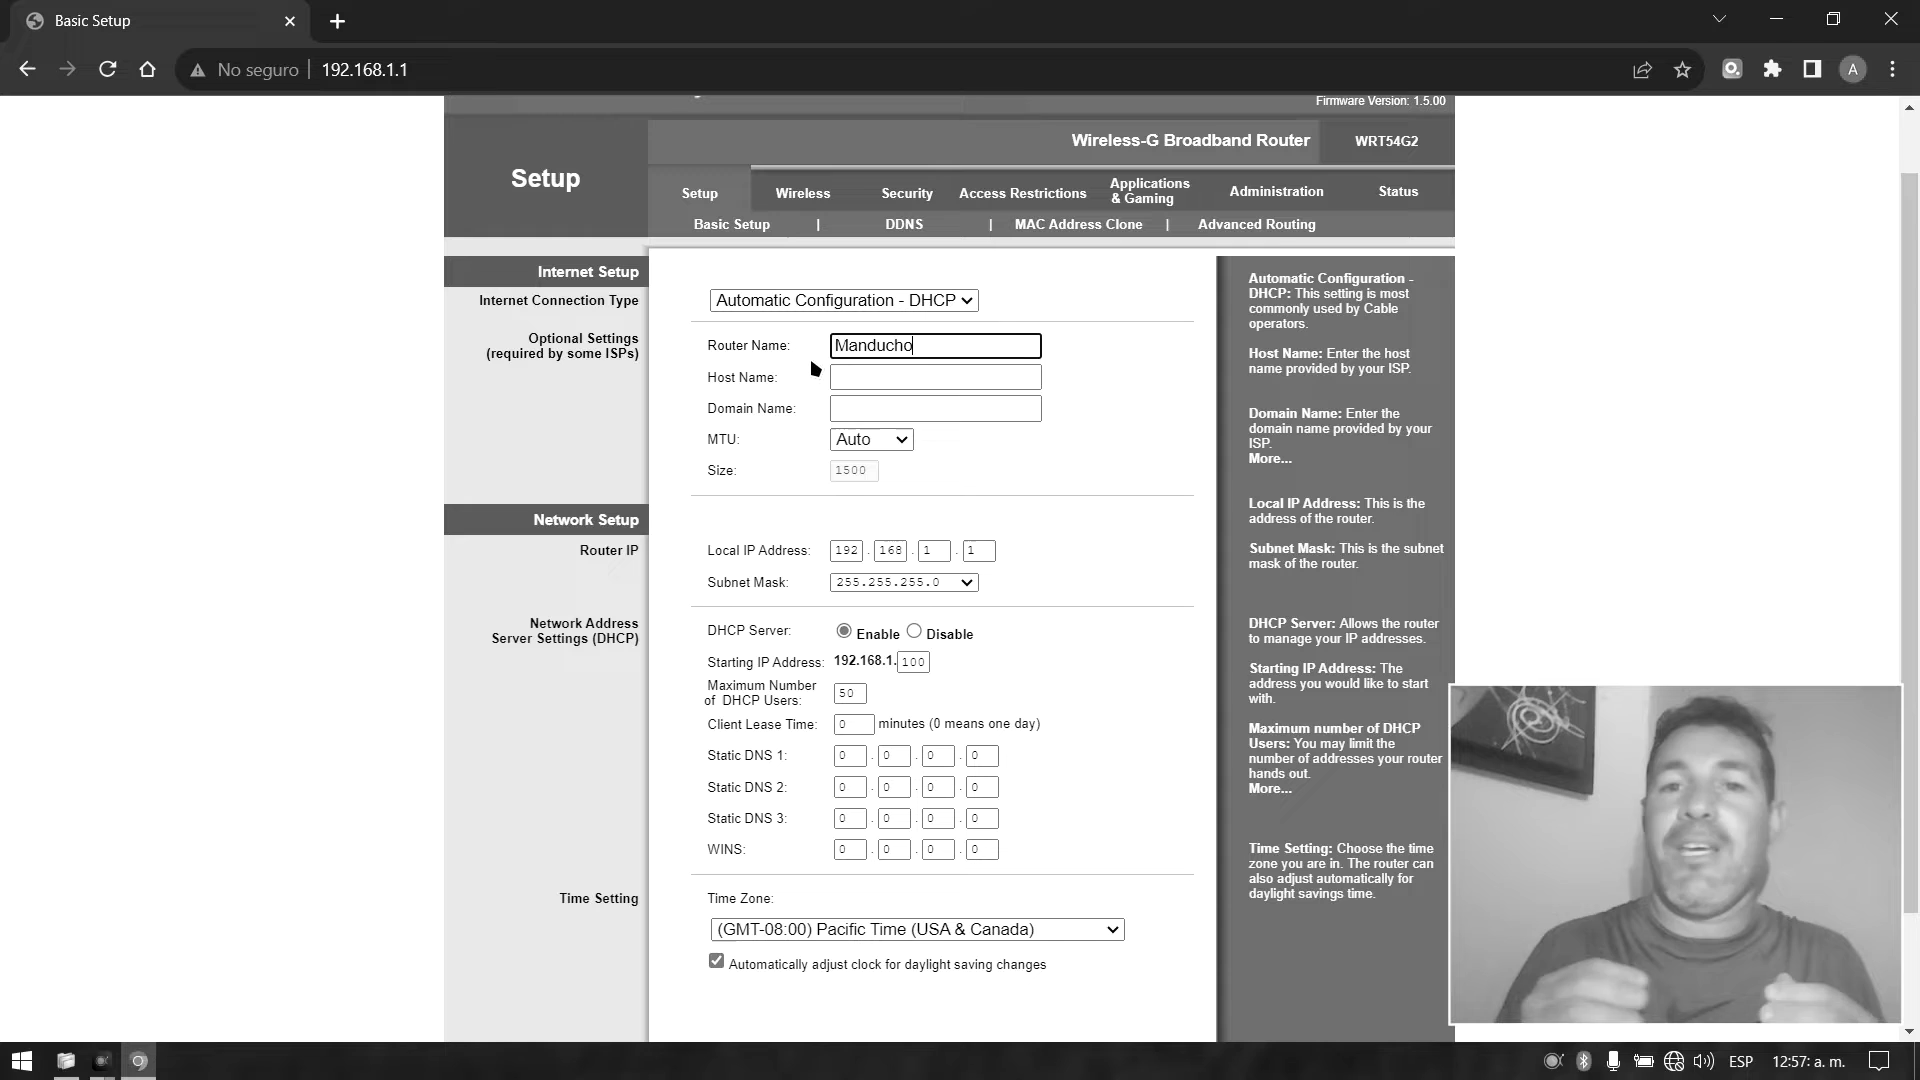 Basic Setup
No seguro
192.168.1.1
A
Firmware Version: 1.5.00
Wireless-G Broadband Router
WRT54G2
Setup
Setup
Wireless
Security
Access Restrictions
Applications
& Gaming
Administration
Status
Basic Setup
|
DDNS
|
MAC Address Clone
|
Advanced Routing
Internet Setup
Internet Connection Type
Automatic Configuration - DHCP
Optional Settings
(required by some ISPs)
Router Name:
Manducho
Host Name:
Domain Name:
MTU:
Auto
Size:
1500
Network Setup
Router IP
Local IP Address:
192 . 168 . 1 . 1
Subnet Mask:
255.255.255.0
Network Address
Server Settings (DHCP)
DHCP Server:
Enable
Disable
Starting IP Address:
192.168.1. 100
Maximum Number
of DHCP Users:
50
Client Lease Time:
0
minutes (0 means one day)
Static DNS 1:
0 . 0 . 0 . 0
Static DNS 2:
0 . 0 . 0 . 0
Static DNS 3:
0 . 0 . 0 . 0
WINS:
0 . 0 . 0 . 0
Time Setting
Time Zone:
(GMT-08:00) Pacific Time (USA & Canada)
Automatically adjust clock for daylight saving changes
Automatic Configuration -
DHCP: This setting is most
commonly used by Cable
operators.
Host Name: Enter the host
name provided by your ISP.
Domain Name: Enter the
domain name provided by your
ISP.
More...
Local IP Address: This is the
address of the router.
Subnet Mask: This is the subnet
mask of the router.
DHCP Server: Allows the router
to manage your IP addresses.
Starting IP Address: The
address you would like to start
with.
Maximum number of DHCP
Users: You may limit the
number of addresses your router
hands out.
More...
Time Setting: Choose the time
zone you are in. The router can
also adjust automatically for
daylight savings time.
ESP
12:57: a. m.